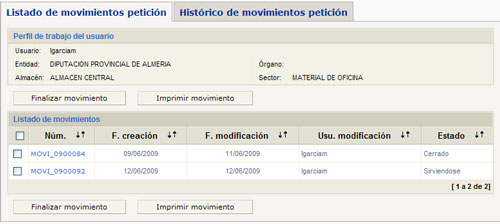 Listado de movimientos petición Histórico de movimientos petición
Perfil de trabajo del usuario
Usuario: lgarciam
Entidad: DIPUTACION PROVINCIAL DE ALMERIA Órgano:
Almacén: ALMACEN CENTRAL Sector: MATERIAL DE OFICINA
Finalizar movimiento Imprimir movimiento
Listado de movimientos
Núm. F. creación F. modificación Usu. modificación Estado
MOVI_0900084 09/06/2009 11/06/2009 lgarciam Cerrado
MOVI_0900092 12/06/2009 12/06/2009 lgarciam Sirviendose
[ 1 a 2 de 2]
Finalizar movimiento Imprimir movimiento